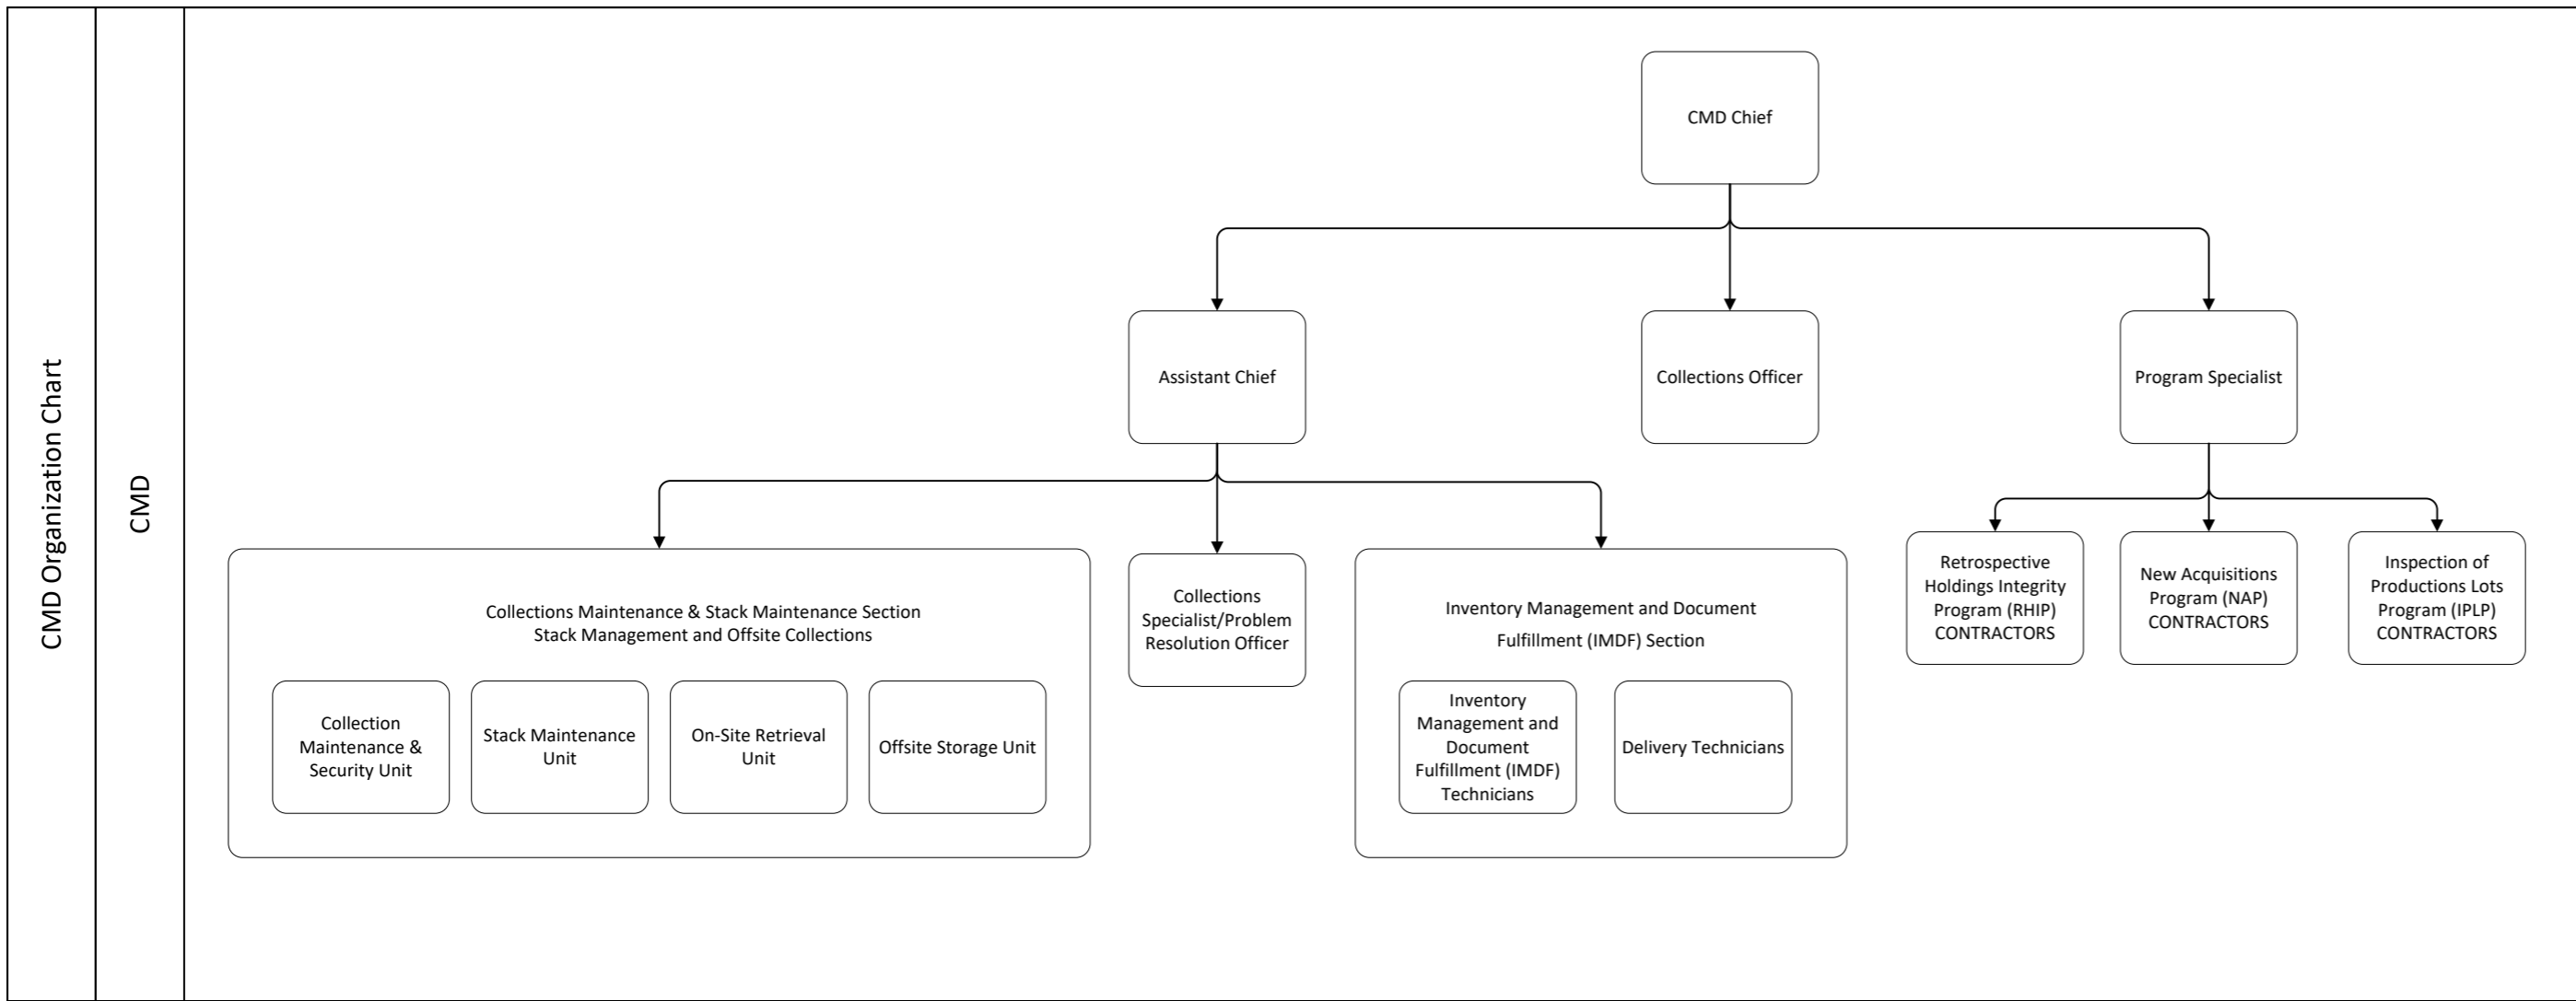 CMD Organization Chart
CMD
CMD Chief
Assistant Chief
Collections Officer
Program Specialist
Collections Maintenance & Stack Maintenance Section
Stack Management and Offsite Collections
Collection
Maintenance &
Security Unit
Stack Maintenance
Unit
On-Site Retrieval
Unit
Offsite Storage Unit
Collections
Specialist/Problem
Resolution Officer
Inventory Management and Document
Fulfillment (IMDF) Section
Inventory
Management and
Document
Fulfillment (IMDF)
Technicians
Delivery Technicians
Retrospective
Holdings Integrity
Program (RHIP)
CONTRACTORS
New Acquisitions
Program (NAP)
CONTRACTORS
Inspection of
Productions Lots
Program (IPLP)
CONTRACTORS